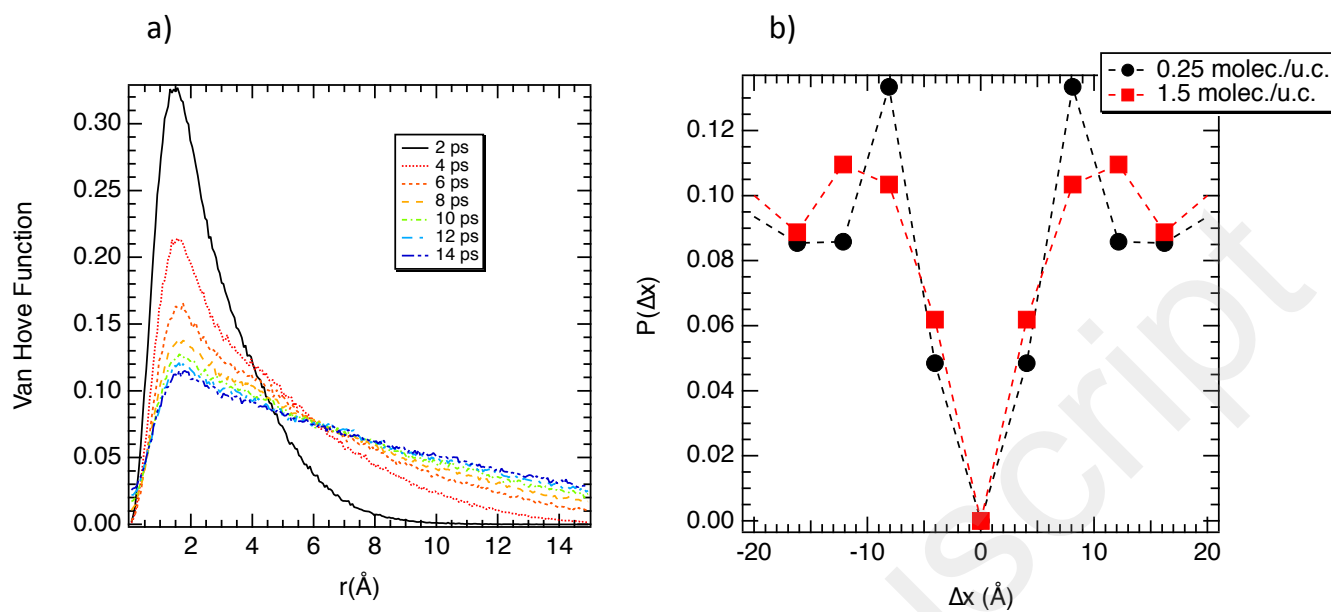 a)
Van Hove Function
0.30
0.25
0.20
0.15
0.10
0.05
0.00
2 4 6 8 10 12 14
r(Å)
2 ps
4 ps
6 ps
8 ps
10 ps
12 ps
14 ps
b)
0.25 molec./u.c.
1.5 molec./u.c.
P(Δx)
0.12
0.10
0.08
0.06
0.04
0.02
0.00
-20 -10 0 10 20
Δx (Å)
uscript